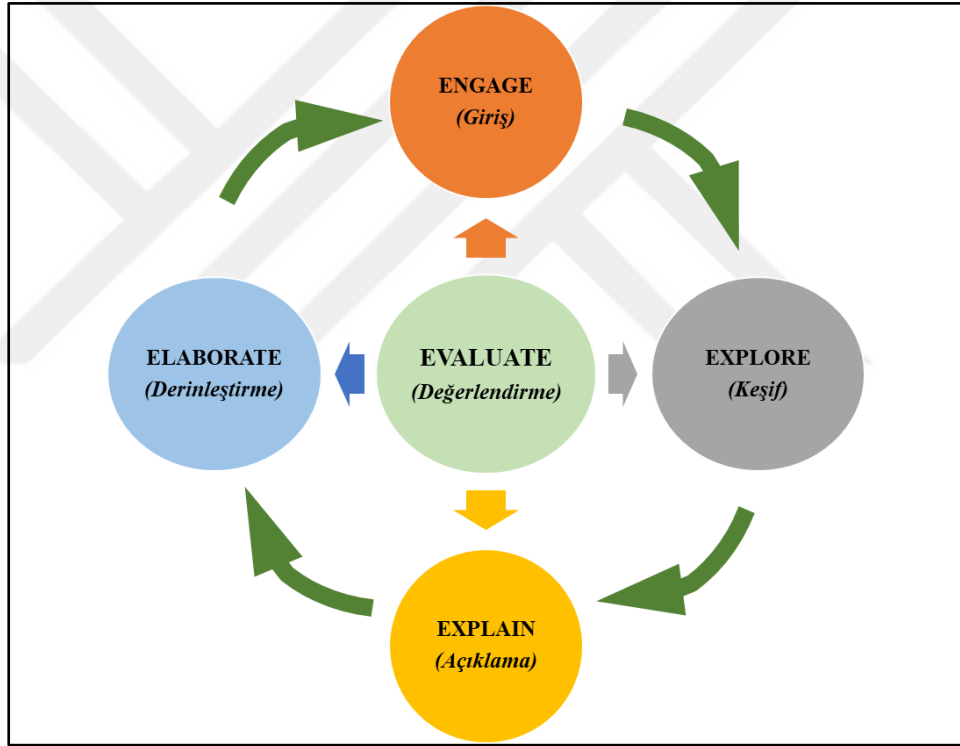 ENGAGE
(Giriş)
ELABORATE
(Derinleştirme)
EVALUATE
(Değerlendirme)
EXPLORE
(Keşif)
EXPLAIN
(Açıklama)